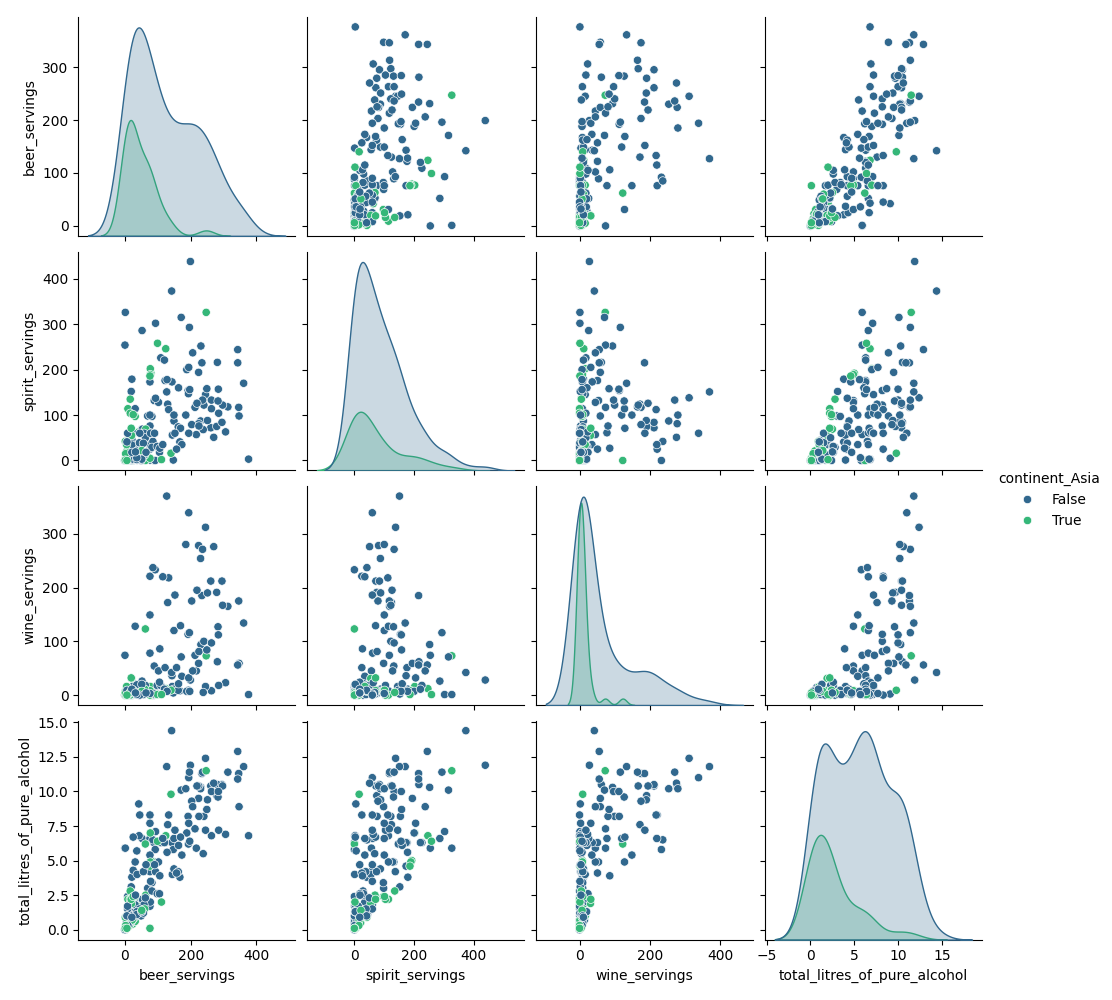 beer_servings
300
200
100
0
spirit_servings
400
300
200
100
0
wine_servings
300
200
100
0
continent_Asia
False
True
total_litres_of_pure_alcohol
15.0
12.5
10.0
7.5
5.0
2.5
0.0
0 200 400
0 200 400
0 200 400
−5 0 5 10 15
beer_servings
spirit_servings
wine_servings
total_litres_of_pure_alcohol